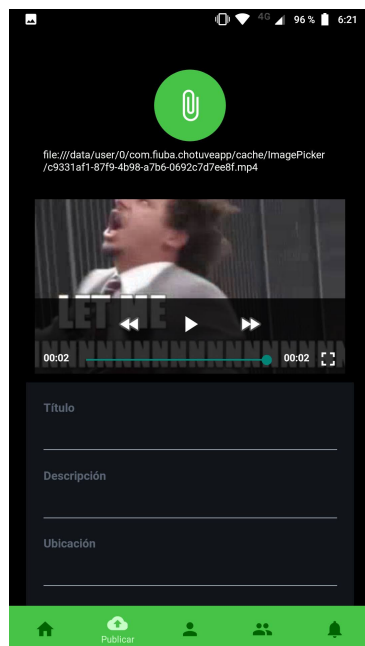 4G 96 % 6:21
file:///data/user/0/com.fiuba.chotuveapp/cache/ImagePicker
/c9331af1-87f9-4b98-a7b6-0692c7d7ee8f.mp4
LET ME
INNNNNNNNNNNNNNNNNNN
00:02 00:02
Título
Descripción
Ubicación
Publicar